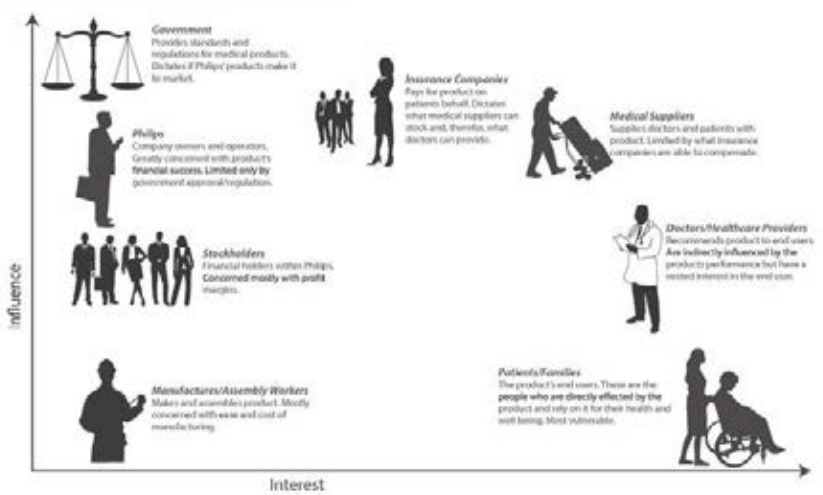 Government
Provides standards and
regulations for medical products.
Dictates if Philips' products make it
to market.
Insurance Companies
Pays for product on
patients behalf. Dictates
what medical suppliers can
stock and, therefor, what
doctors can provide.
Medical Suppliers
Supplies doctors and patients with
product. Limited by what insurance
companies are able to compensate.
Philips
Company owners and operators.
Greatly concerned with product's
financial success. Limited only by
government approval/regulation.
Doctors/Healthcare Providers
Recommends product to end users.
Are indirectly influenced by the
products performance but have a
vested interest in the end user.
Stockholders
Financial holders within Philips.
Concerned mostly with profit
margins.
Influence
Patients/Families
The product's end users. These are the
people who are directly effected by the
product and rely on it for their health and
well being. Most vulnerable.
Manufactures/Assembly Workers
Makes and assembles product. Mostly
concerned with ease and cost of
manufacturing.
Interest